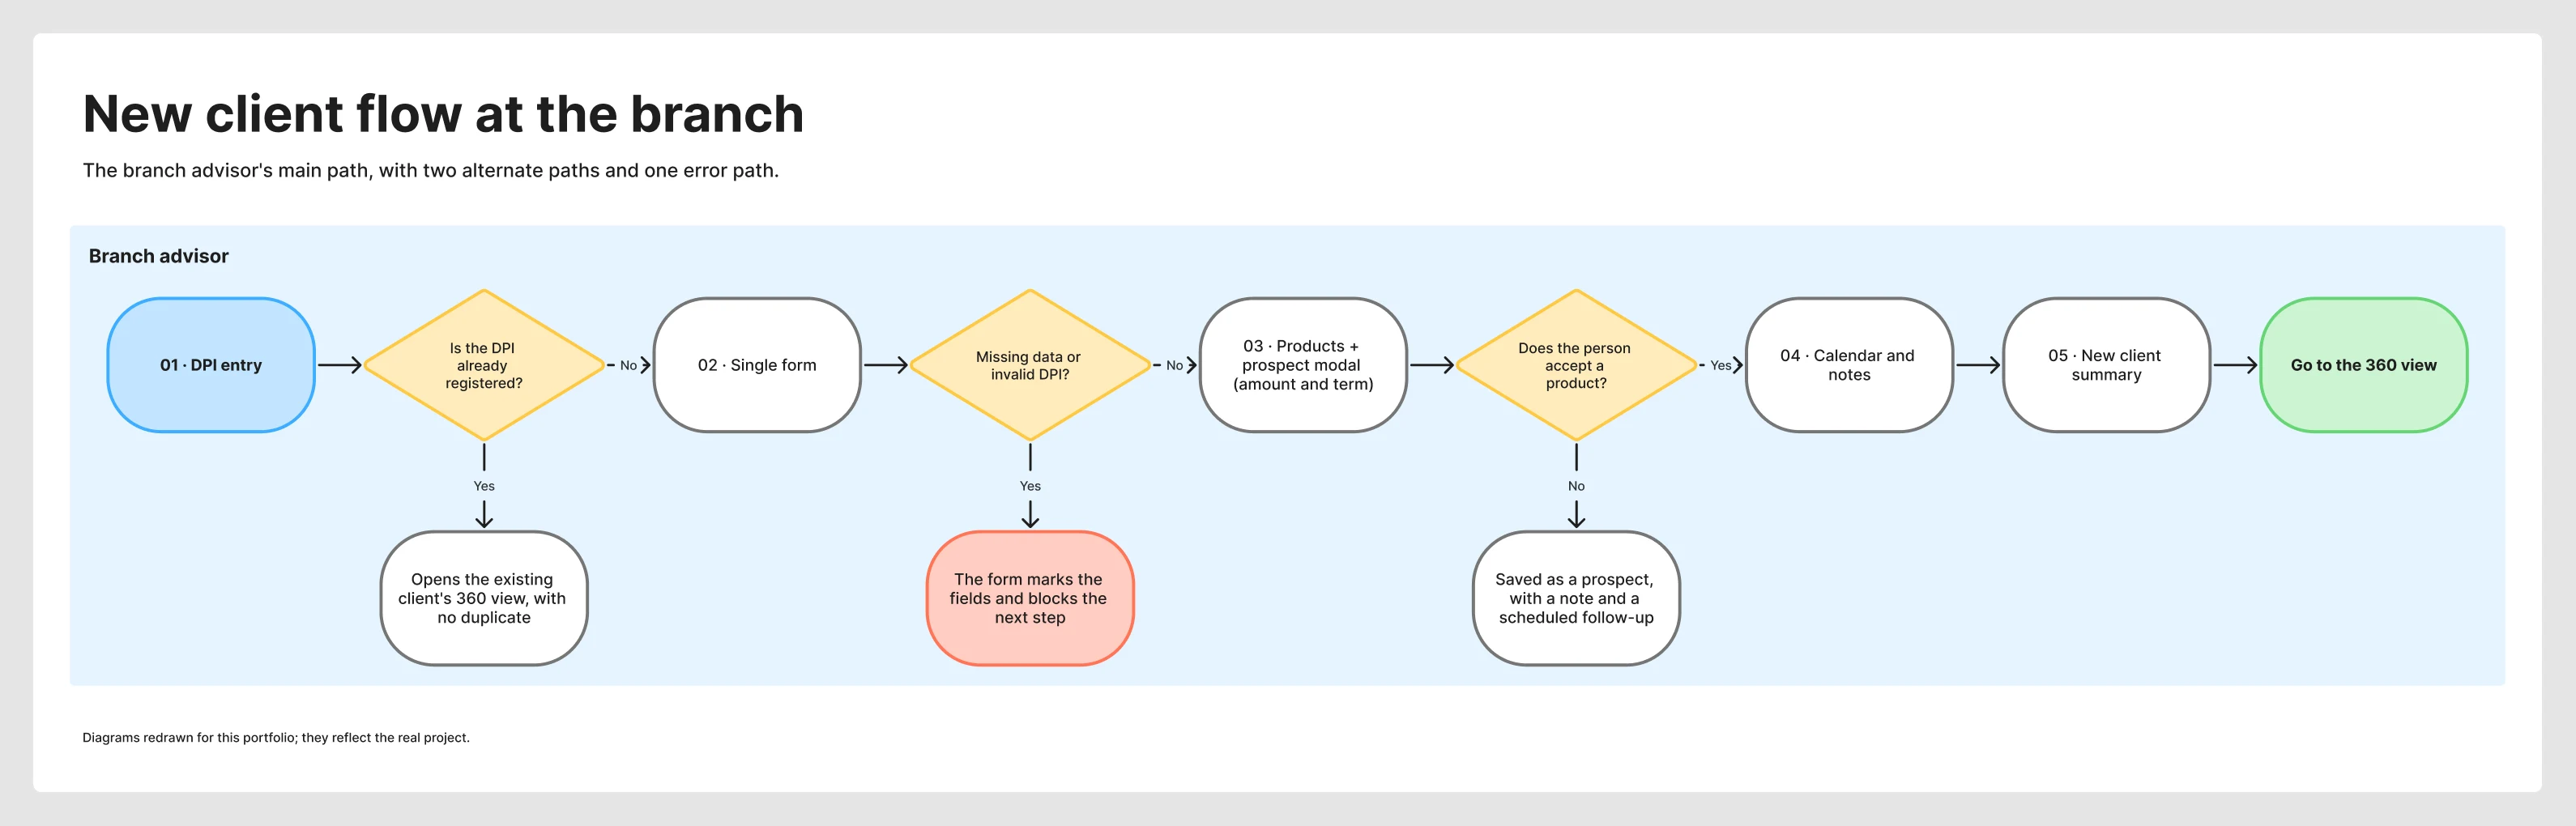 New client flow at the branch
The branch advisor's main path, with two alternate paths and one error path.
Branch advisor
01 · DPI entry
Is the DPI
already
registered?
No
02 · Single form
Missing data or
invalid DPI?
No
03 · Products +
prospect modal
(amount and term)
Does the person
accept a
product?
Yes
04 · Calendar and
notes
05 · New client
summary
Go to the 360 view
Yes
Yes
No
Opens the existing
client's 360 view, with
no duplicate
The form marks the
fields and blocks the
next step
Saved as a prospect,
with a note and a
scheduled follow-up
Diagrams redrawn for this portfolio; they reflect the real project.